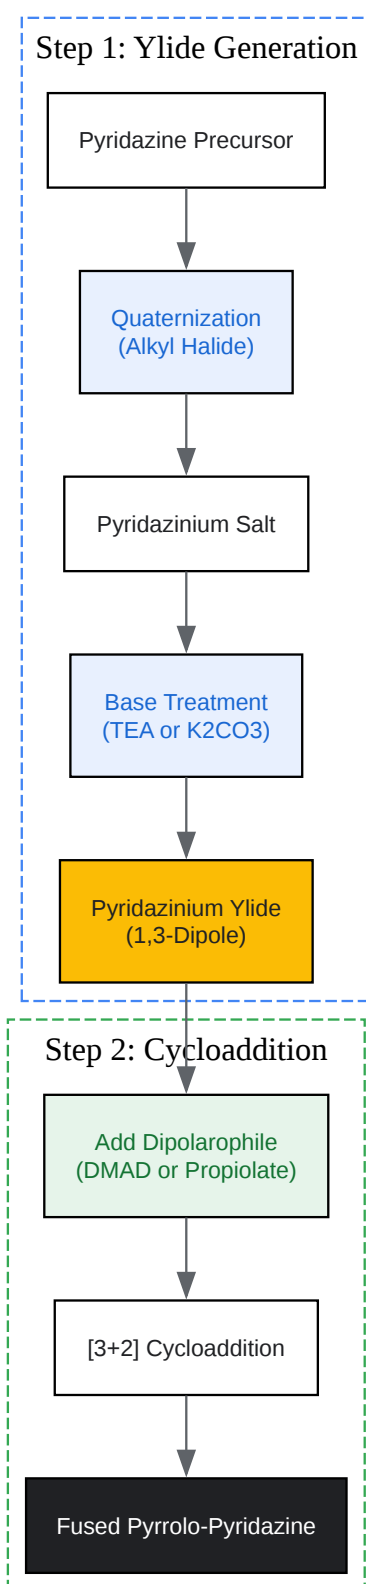 Step 1: Ylide Generation
Pyridazine Precursor
Quaternization
(Alkyl Halide)
Pyridazinium Salt
Base Treatment
(TEA or K2CO3)
Pyridazinium Ylide
(1,3-Dipole)
Step 2: Cycloaddition
Add Dipolarophile
(DMAD or Propiolate)
[3+2] Cycloaddition
Fused Pyrrolo-Pyridazine